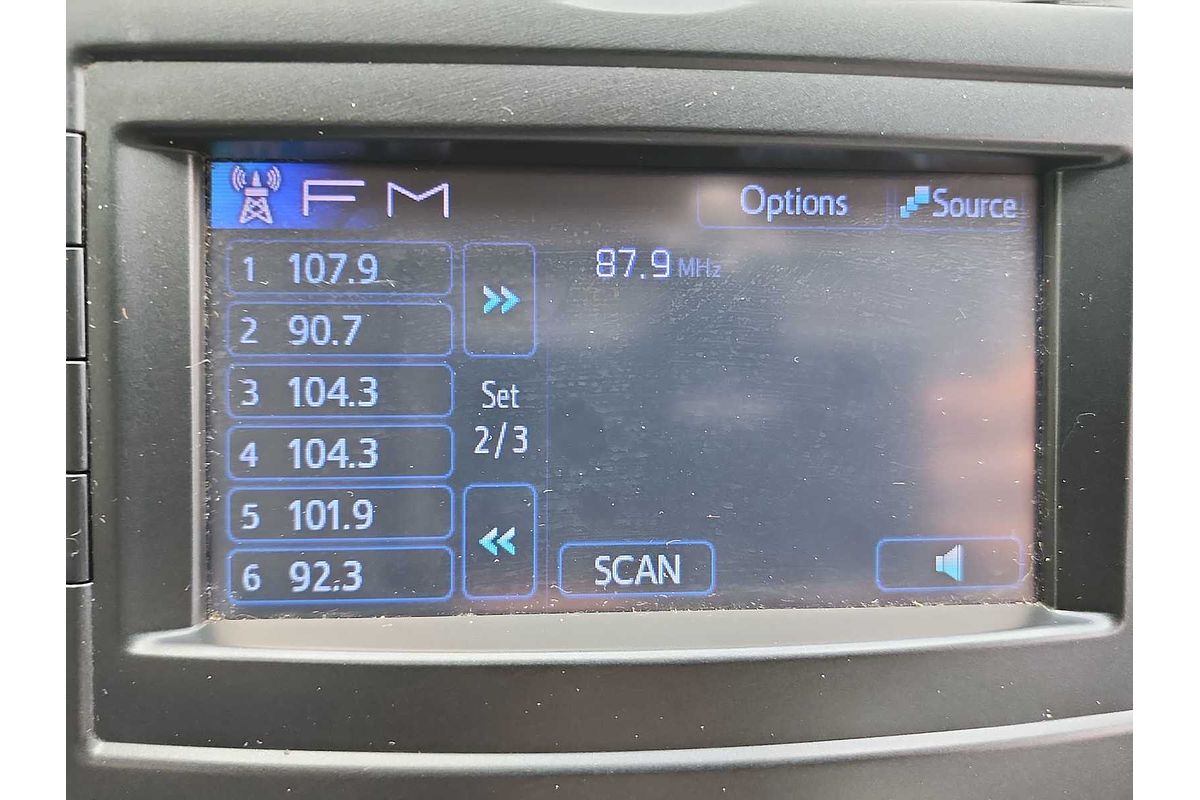 FM
Options
Source
1 107.9
2 90.7
3 104.3
4 104.3
5 101.9
6 92.3
Set
2/3
87.9 MHz
SCAN